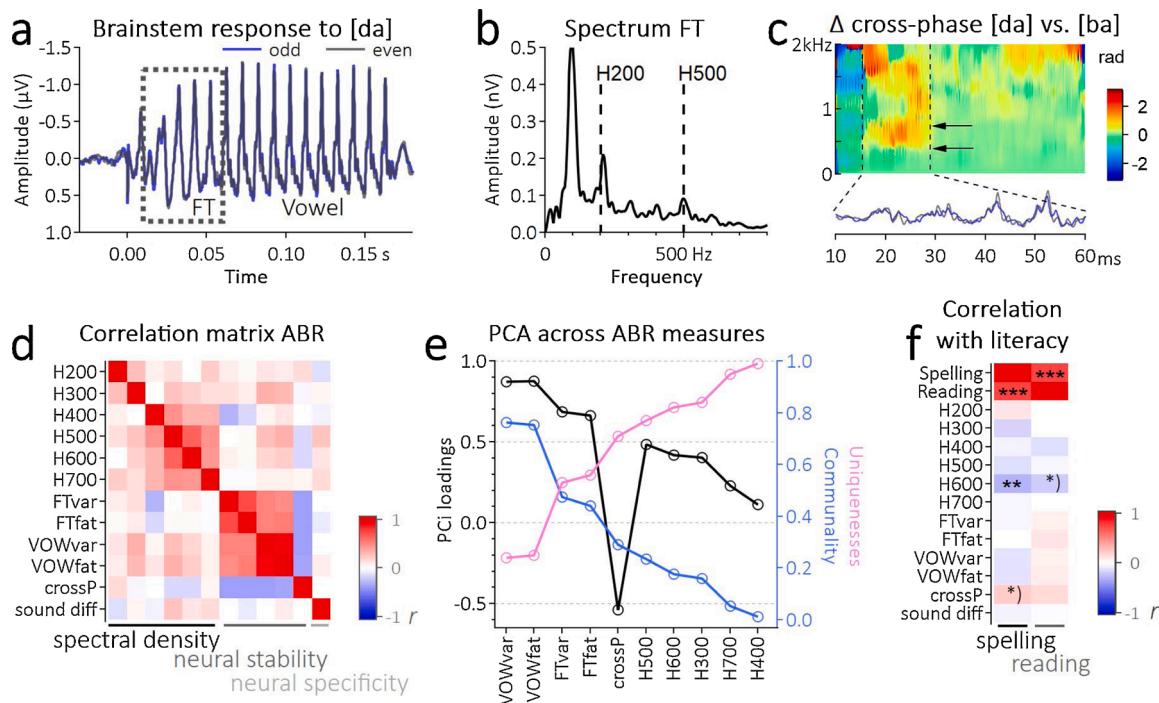 a
Brainstem response to [da]
odd
even
-1.5
-1.0
-0.5
0.0
0.5
1.0
Amplitude (µV)
FT
Vowel
0.00
0.05
0.10
0.15 s
Time
b
Spectrum FT
0.5
0.4
0.3
0.2
0.1
0.0
Amplitude (nV)
H200
H500
0
500 Hz
Frequency
c
Δ cross-phase [da] vs. [ba]
2kHz
1
0
rad
2
0
-2
10
20
30
40
50
60 ms
d
Correlation matrix ABR
H200
H300
H400
H500
H600
H700
FTvar
FTfat
VOWvar
VOWfat
crossP
sound diff
spectral density
neural stability
neural specificity
1
0
-1 r
e
PCA across ABR measures
1.0
0.5
0.0
-0.5
PCi loadings
1.0
0.8
0.6
0.4
0.2
0.0
Communality
Uniquenesses
VOWvar
VOWfat
FTvar
FTfat
crossP
H500
H600
H300
H700
H400
f
Correlation
with literacy
Spelling
***
Reading
***
H200
H300
H400
H500
H600
**
*)
H700
FTvar
FTfat
VOWvar
VOWfat
crossP
*)
sound diff
spelling
reading
1
0
-1 r